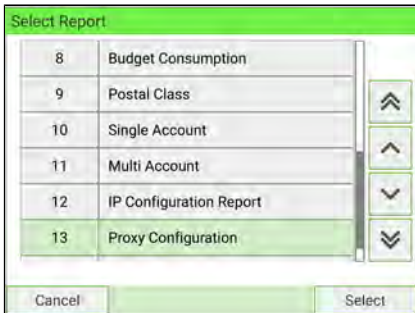 Select Report
8 Budget Consumption
9 Postal Class
10 Single Account
11 Multi Account
12 IP Configuration Report
13 Proxy Configuration
Cancel Select